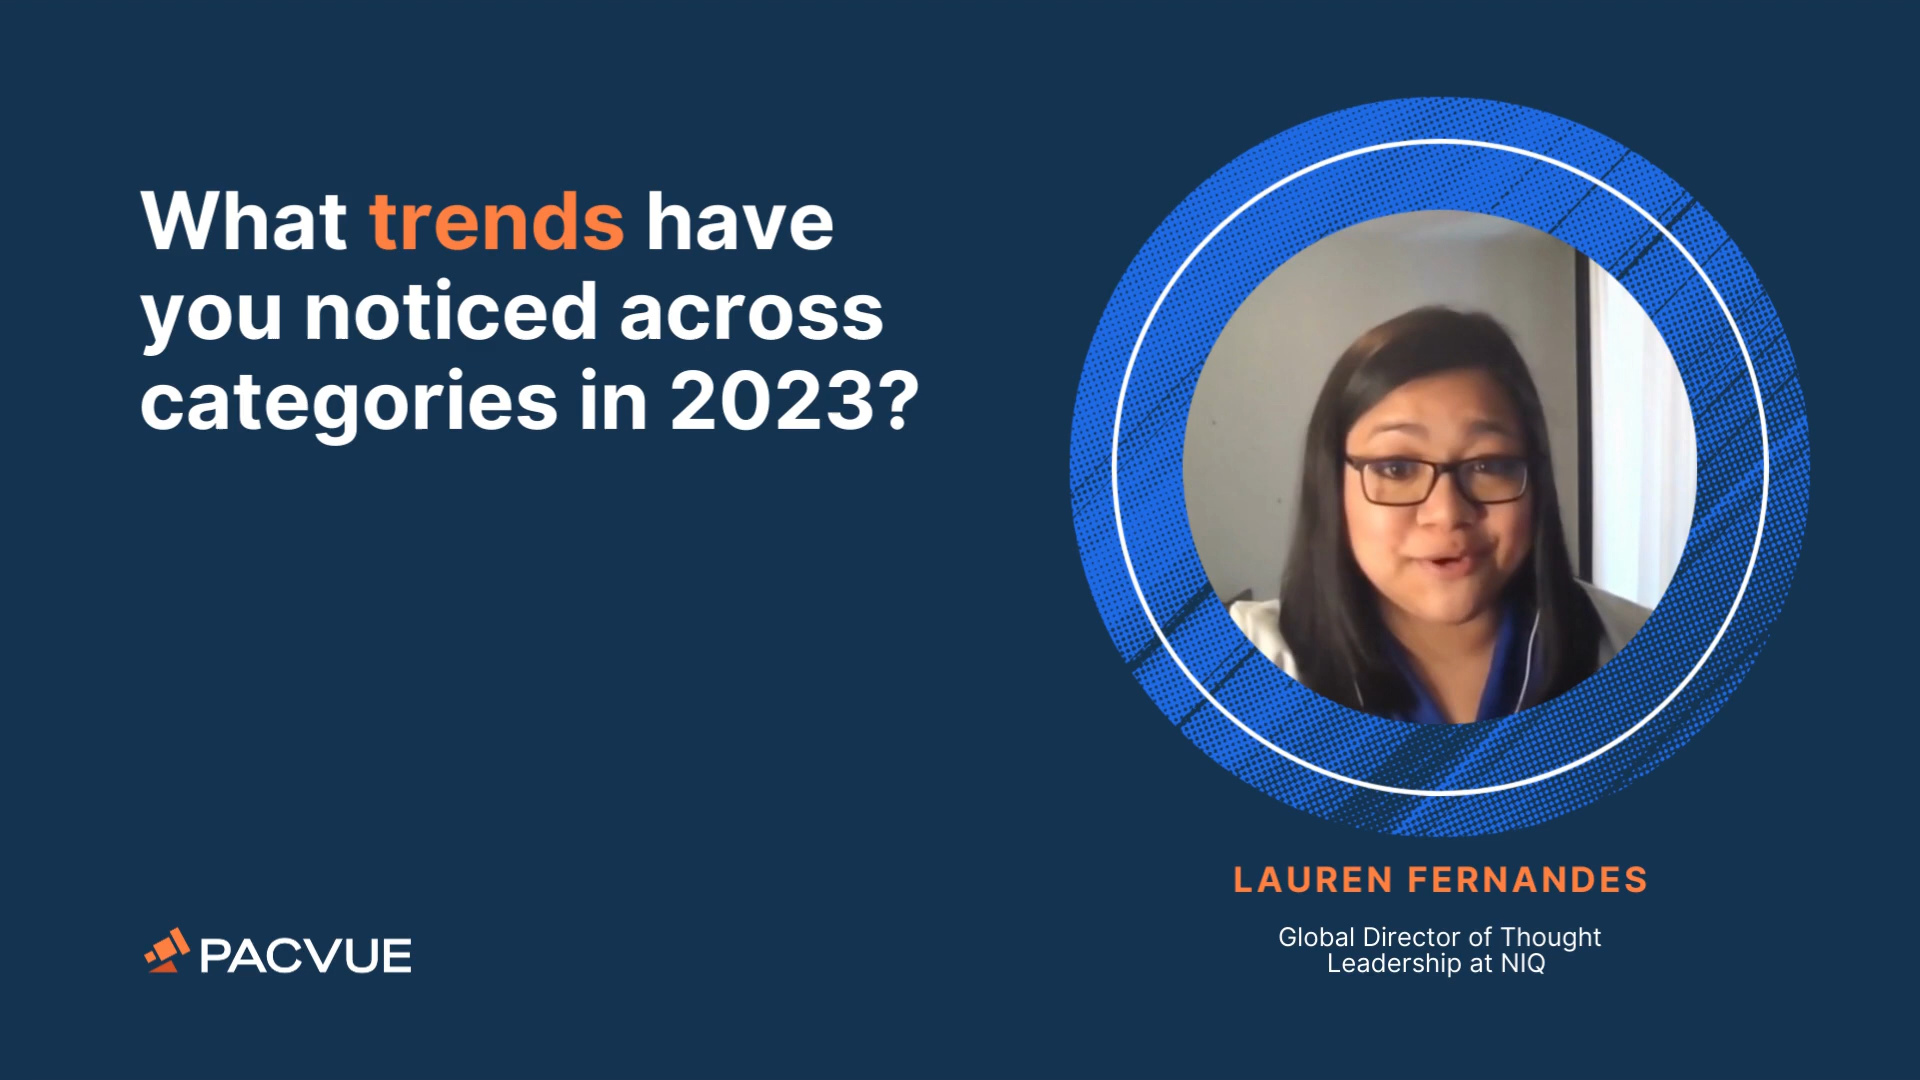 What trends have
you noticed across
categories in 2023?
LAUREN FERNANDES
Global Director of Thought
Leadership at NIQ
PACVUE